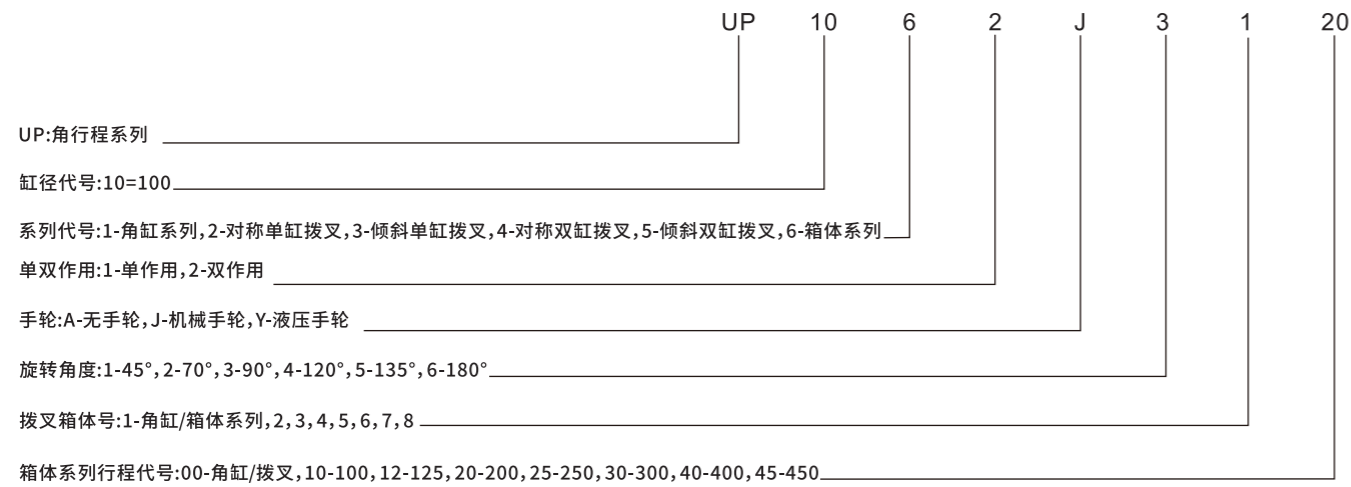 UP 10 6 2 J 3 1 20
UP:角行程系列
缸径代号:10=100
系列代号:1-角缸系列,2-对称单缸拨叉,3-倾斜单缸拨叉,4-对称双缸拨叉,5-倾斜双缸拨叉,6-箱体系列
单双作用:1-单作用,2-双作用
手轮:A-无手轮,J-机械手轮,Y-液压手轮
旋转角度:1-45°,2-70°,3-90°,4-120°,5-135°,6-180°
拨叉箱体号:1-角缸/箱体系列,2,3,4,5,6,7,8
箱体系列行程代号:00-角缸/拨叉,10-100,12-125,20-200,25-250,30-300,40-400,45-450